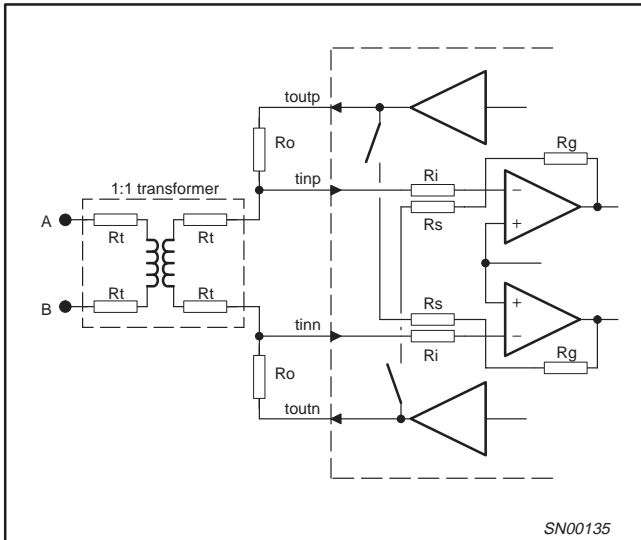 toutp
Ro
Rg
1:1 transformer
tinp
Ri
−
A
Rt
Rt
Rs
+
B
Rt
Rt
Rs
+
tinn
−
Ri
Rg
Ro
toutn
SN00135